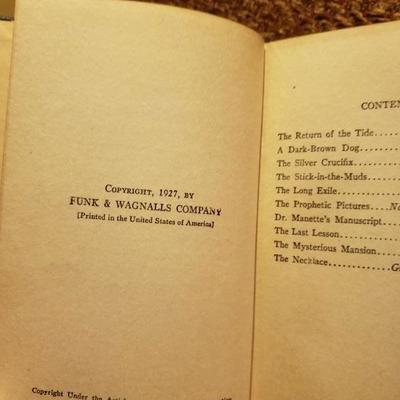 COPYRIGHT, 1927, BY
FUNK & WAGNALLS COMPANY
[Printed in the United States of America]
Copyright Under the
CONTEN
The Return of the Tide
A Dark-Brown Dog
The Silver Crucifix
The Stick-in-the-Muds
The Long Exile
The Prophetic Pictures
Dr. Manette's Manuscript
The Last Lesson
The Mysterious Mansion
The Necklace